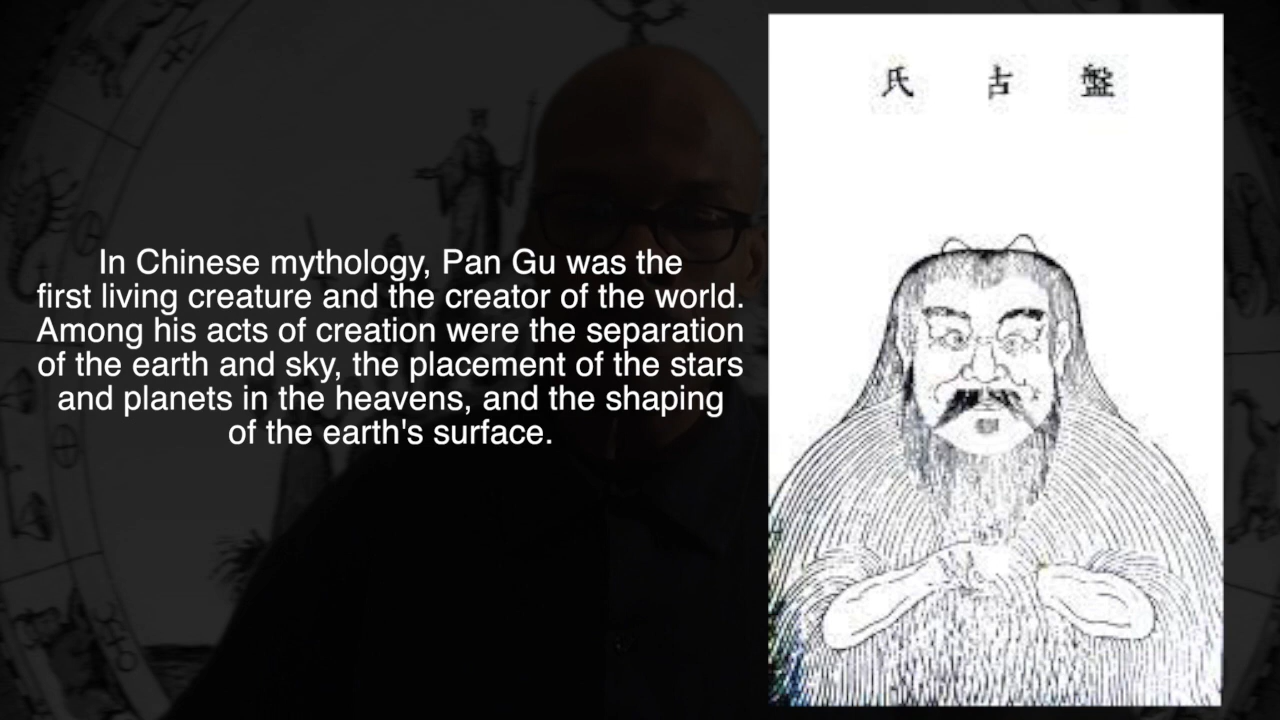 In Chinese mythology, Pan Gu was the
first living creature and the creator of the world.
Among his acts of creation were the separation
of the earth and sky, the placement of the stars
and planets in the heavens, and the shaping
of the earth's surface.
氏 古 盤